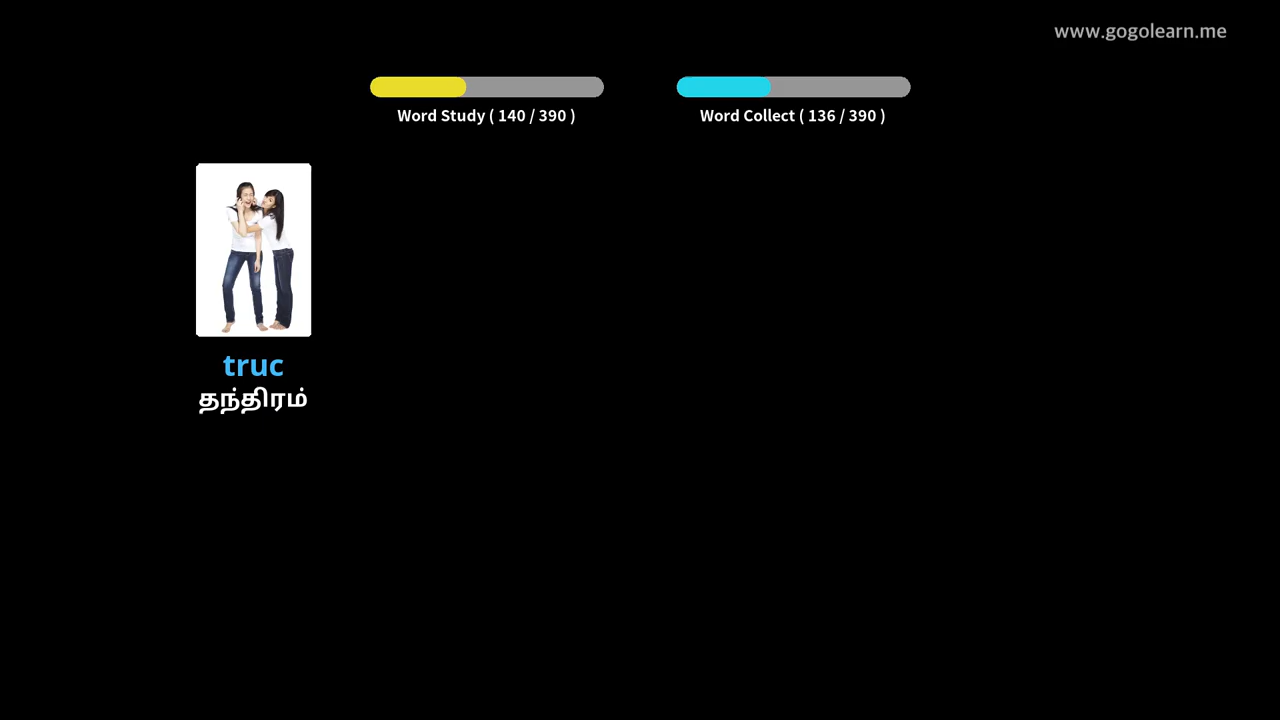 www.gogolearn.me
Word Study ( 140 / 390 )
Word Collect ( 136 / 390 )
truc
தந்திரம்